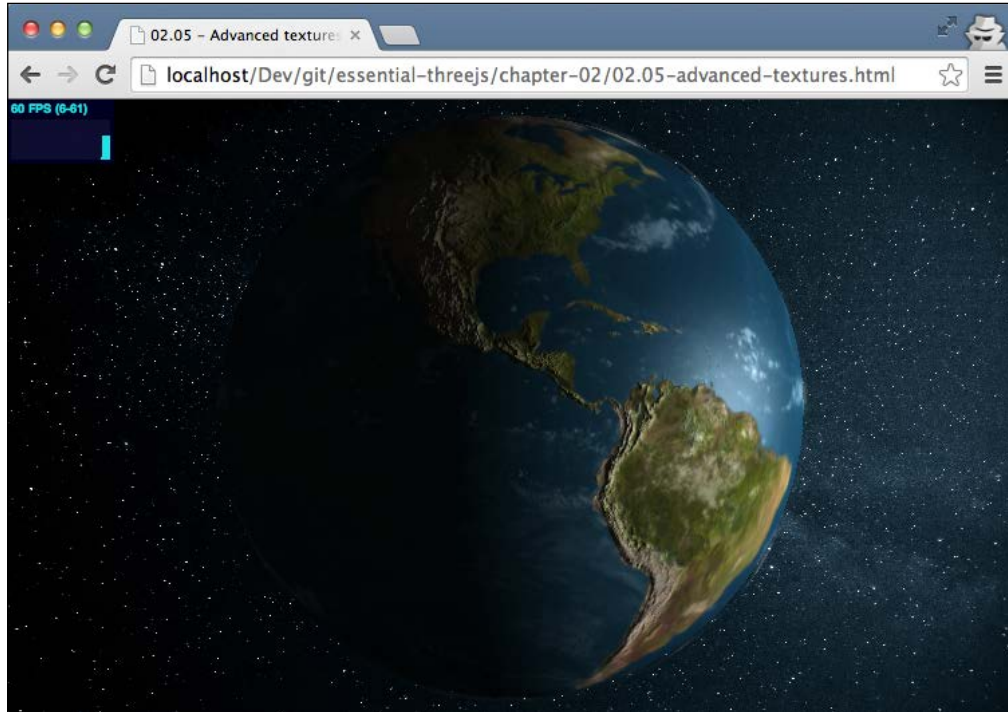 02.05 - Advanced textures
localhost/Dev/git/essential-threejs/chapter-02/02.05-advanced-textures.html
60 FPS (6-61)